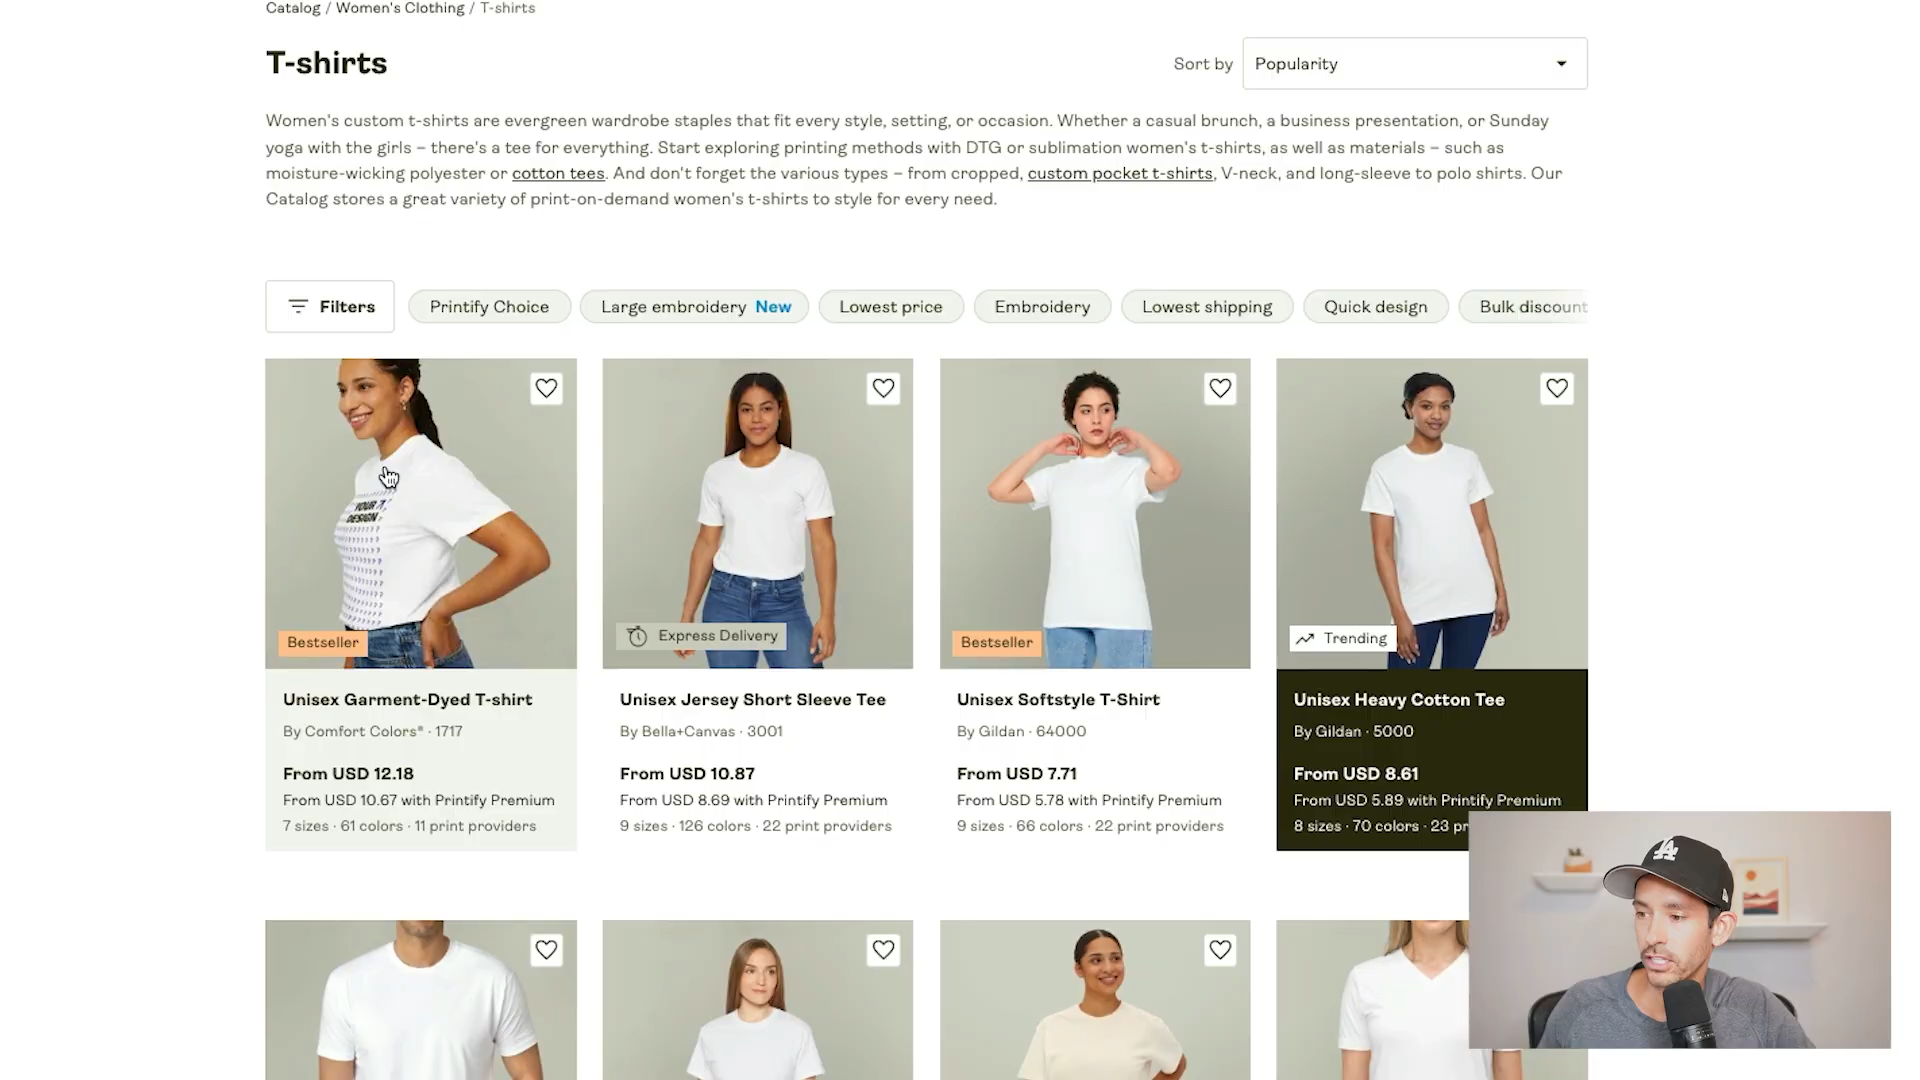 Catalog / Women's Clothing / T-shirts
T-shirts
Sort by
Popularity
Women's custom t-shirts are evergreen wardrobe staples that fit every style, setting, or occasion. Whether a casual brunch, a business presentation, or Sunday
yoga with the girls – there's a tee for everything. Start exploring printing methods with DTG or sublimation women's t-shirts, as well as materials – such as
moisture-wicking polyester or cotton tees. And don't forget the various types – from cropped, custom pocket t-shirts, V-neck, and long-sleeve to polo shirts. Our
Catalog stores a great variety of print-on-demand women's t-shirts to style for every need.
Filters
Printify Choice
Large embroidery New
Lowest price
Embroidery
Lowest shipping
Quick design
Bulk discount
YOUR
DESIGN
Bestseller
Express Delivery
Bestseller
Trending
Unisex Garment-Dyed T-shirt
By Comfort Colors® · 1717
From USD 12.18
From USD 10.67 with Printify Premium
7 sizes · 61 colors · 11 print providers
Unisex Jersey Short Sleeve Tee
By Bella+Canvas · 3001
From USD 10.87
From USD 8.69 with Printify Premium
9 sizes · 126 colors · 22 print providers
Unisex Softstyle T-Shirt
By Gildan · 64000
From USD 7.71
From USD 5.78 with Printify Premium
9 sizes · 66 colors · 22 print providers
Unisex Heavy Cotton Tee
By Gildan · 5000
From USD 8.61
From USD 5.89 with Printify Premium
8 sizes · 70 colors · 23 pr
LA